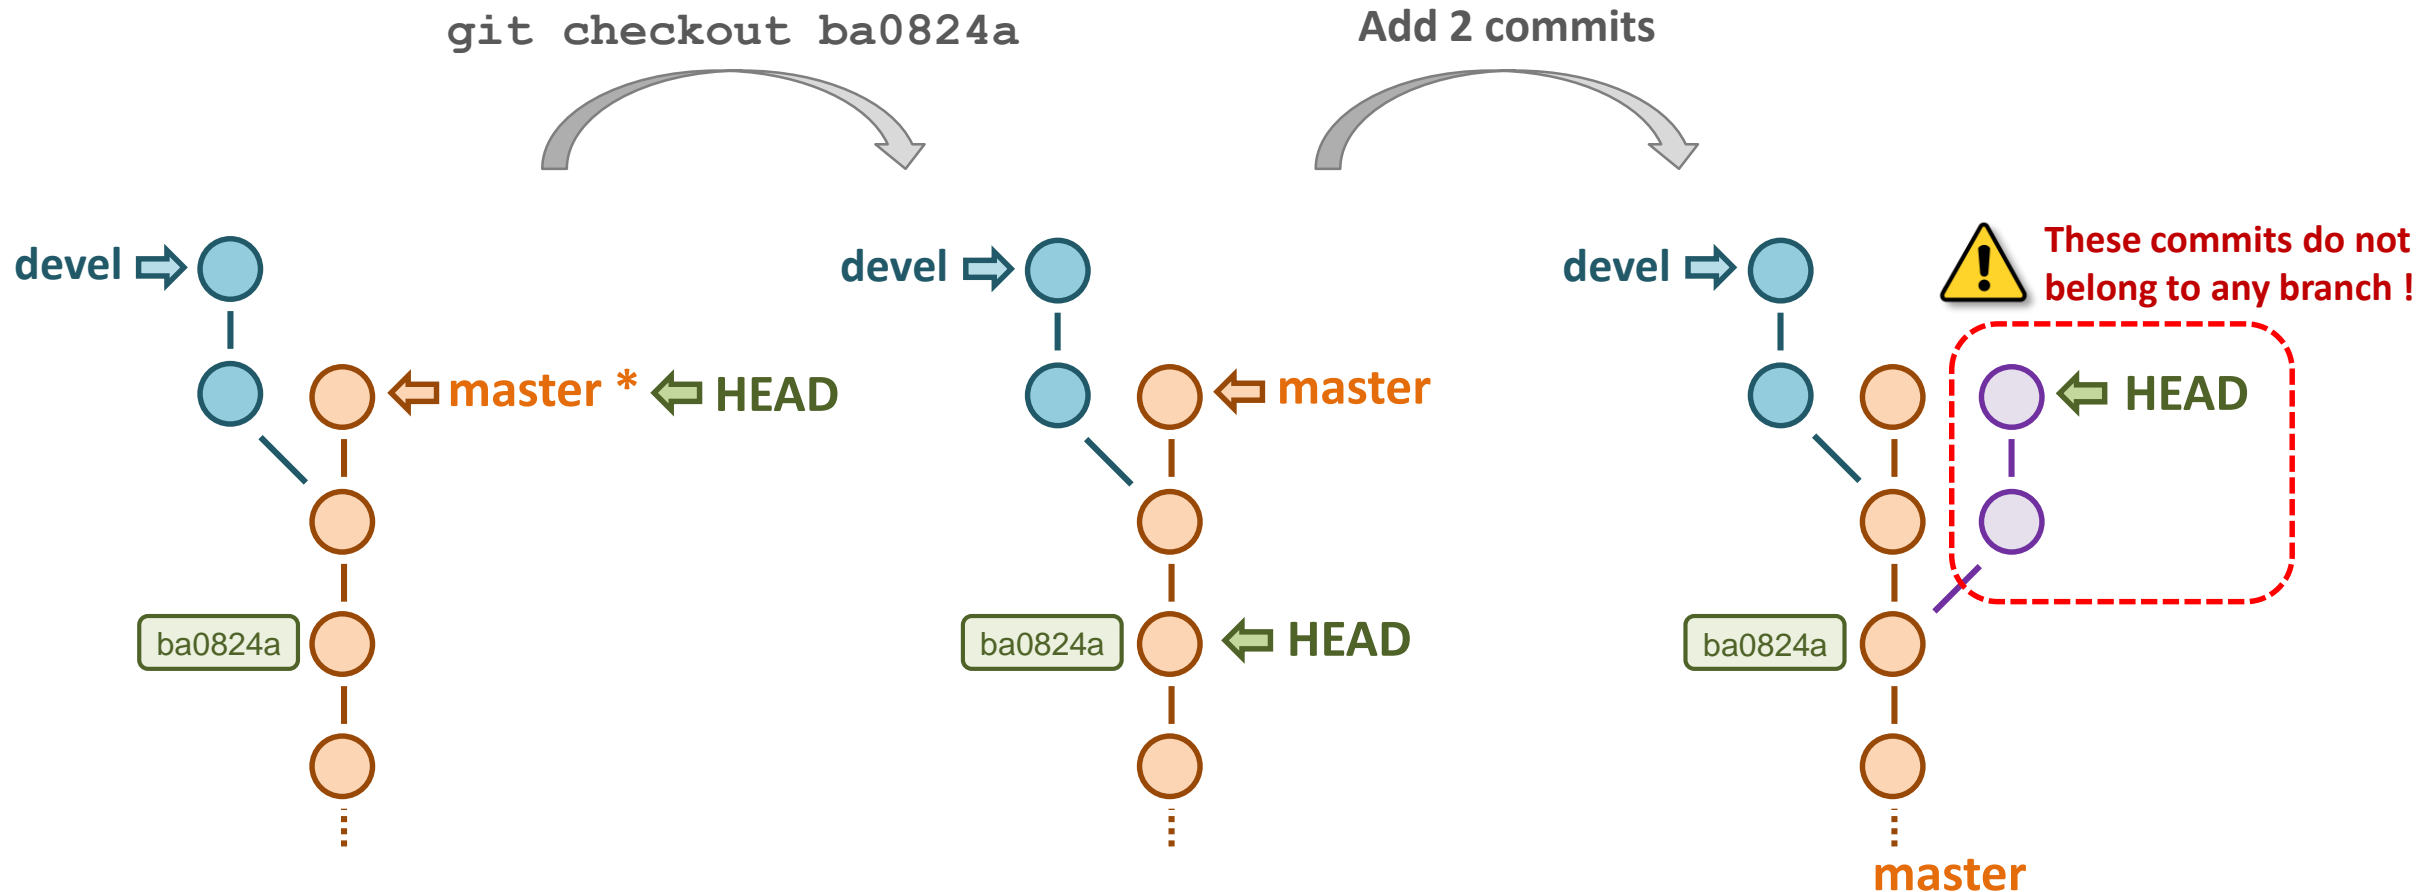 git checkout ba0824a
Add 2 commits
devel
master *
HEAD
ba0824a
devel
master
ba0824a
HEAD
devel
These commits do not
belong to any branch !
HEAD
ba0824a
master